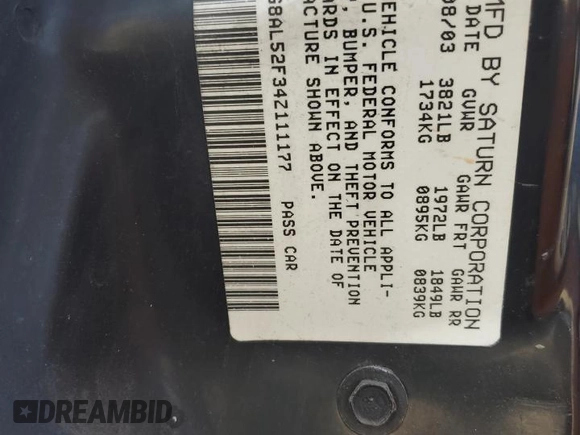 MFD BY SATURN CORPORATION
DATE GVWR GAWR FRT GAWR RR
08/03 3821LB 1972LB 1849LB
1734KG 0895KG 0839KG
VEHICLE CONFORMS TO ALL APPLI-
U.S. FEDERAL MOTOR VEHICLE
BUMPER, AND THEFT PREVENTION
ARDS IN EFFECT ON THE DATE OF
ACTURE SHOWN ABOVE.
G8AL52F34Z111177 PASS CAR
DREAMBID